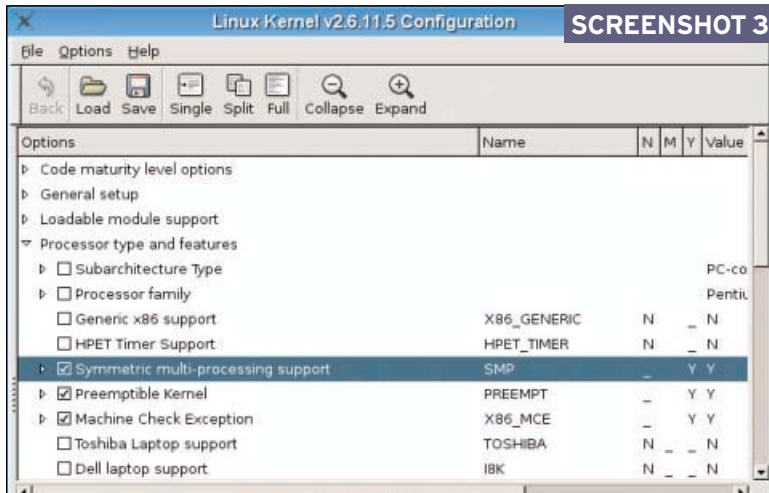 Linux Kernel v2.6.11.5 Configuration
SCREENSHOT 3
File Options Help
Back Load Save Single Split Full Collapse Expand
Options Name N M Y Value
Code maturity level options
General setup
Loadable module support
Processor type and features
Subarchitecture Type PC-co
Processor family Pentiu
Generic x86 support X86_GENERIC N _ N
HPET Timer Support HPET_TIMER N _ N
Symmetric multi-processing support SMP _ Y Y
Preemptible Kernel PREEMPT _ Y Y
Machine Check Exception X86_MCE _ Y Y
Toshiba Laptop support TOSHIBA N _ _ N
Dell laptop support I8K N _ _ N